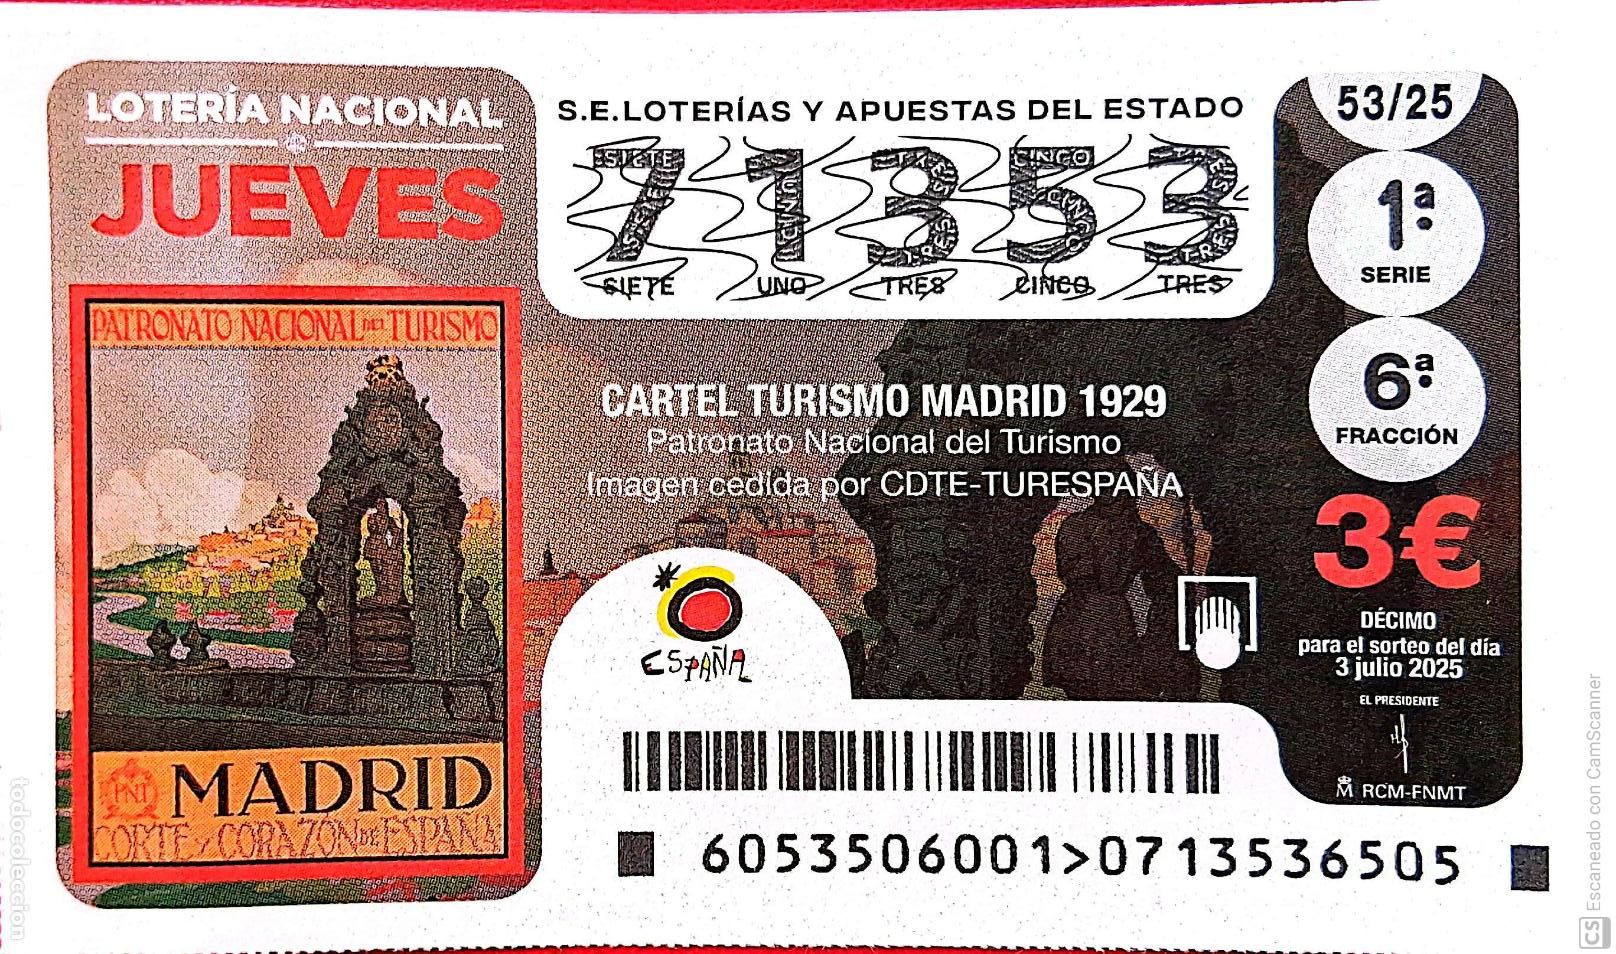 LOTERÍA NACIONAL
JUEVES
PATRONATO NACIONAL DEL TURISMO
PNT
MADRID
CORTE Y CORAZON DE ESPAÑA
S.E.LOTERÍAS Y APUESTAS DEL ESTADO
71353
SIETE UNO TRES CINCO TRES
CARTEL TURISMO MADRID 1929
Patronato Nacional del Turismo
Imagen cedida por CDTE-TURESPAÑA
ESPAÑA
6053506001>0713536505
53/25
1ª
SERIE
6ª
FRACCIÓN
3€
DÉCIMO
para el sorteo del día
3 julio 2025
EL PRESIDENTE
RCM-FNMT
todocoleccion
CS Escaneado con CamScanner